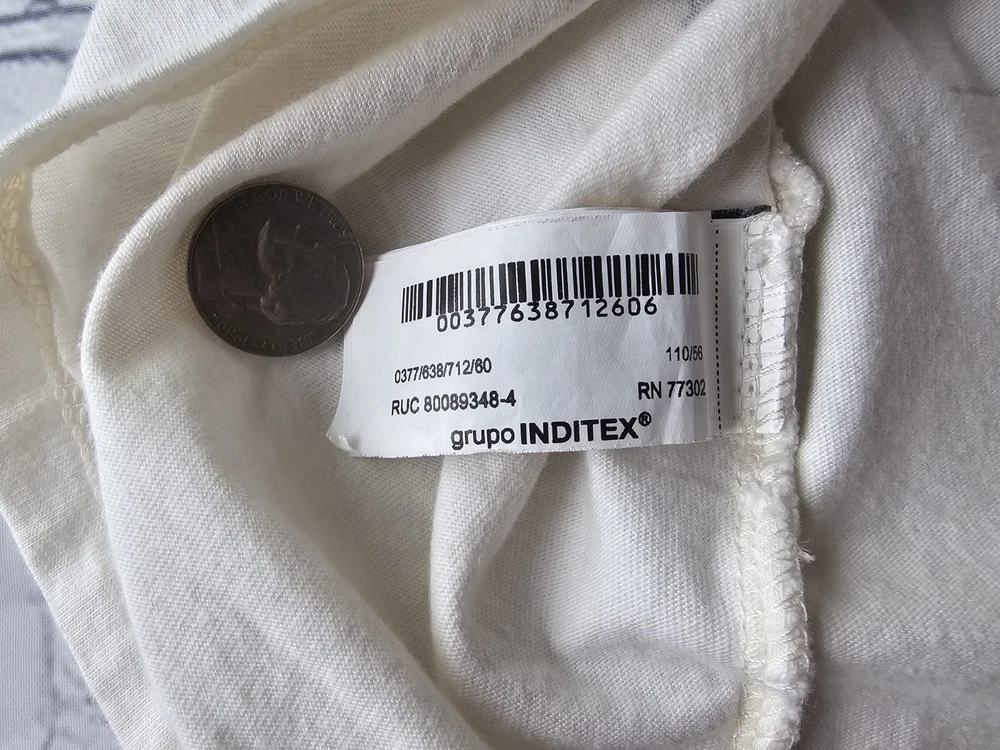 00377638712606
0377/638/712/60
110/56
RUC 80089348-4
RN 77302
grupo INDITEX®